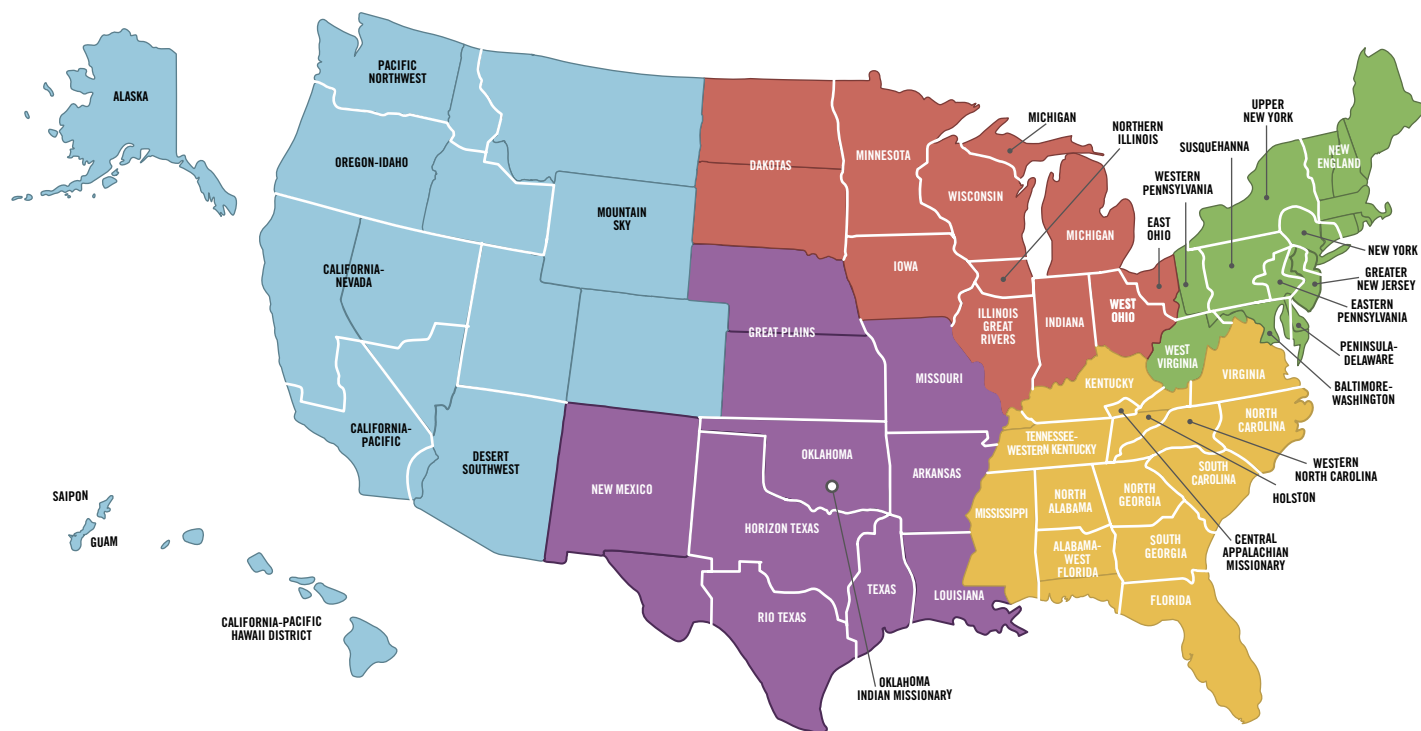 ALASKA
PACIFIC
NORTHWEST
OREGON-IDAHO
MOUNTAIN
SKY
CALIFORNIA-
NEVADA
CALIFORNIA-
PACIFIC
DESERT
SOUTHWEST
SAIPON
GUAM
CALIFORNIA-PACIFIC
HAWAII DISTRICT
DAKOTAS
MINNESOTA
WISCONSIN
MICHIGAN
MICHIGAN
NORTHERN
ILLINOIS
IOWA
ILLINOIS
GREAT
RIVERS
INDIANA
WEST
OHIO
EAST
OHIO
GREAT PLAINS
MISSOURI
OKLAHOMA
ARKANSAS
NEW MEXICO
HORIZON TEXAS
TEXAS
RIO TEXAS
LOUISIANA
OKLAHOMA
INDIAN MISSIONARY
UPPER
NEW YORK
SUSQUEHANNA
WESTERN
PENNSYLVANIA
NEW
ENGLAND
NEW YORK
GREATER
NEW JERSEY
EASTERN
PENNSYLVANIA
PENINSULA-
DELAWARE
BALTIMORE-
WASHINGTON
WEST
VIRGINIA
KENTUCKY
VIRGINIA
TENNESSEE-
WESTERN KENTUCKY
NORTH
CAROLINA
WESTERN
NORTH CAROLINA
SOUTH
CAROLINA
HOLSTON
CENTRAL
APPALACHIAN
MISSIONARY
MISSISSIPPI
NORTH
ALABAMA
NORTH
GEORGIA
ALABAMA-
WEST
FLORIDA
SOUTH
GEORGIA
FLORIDA